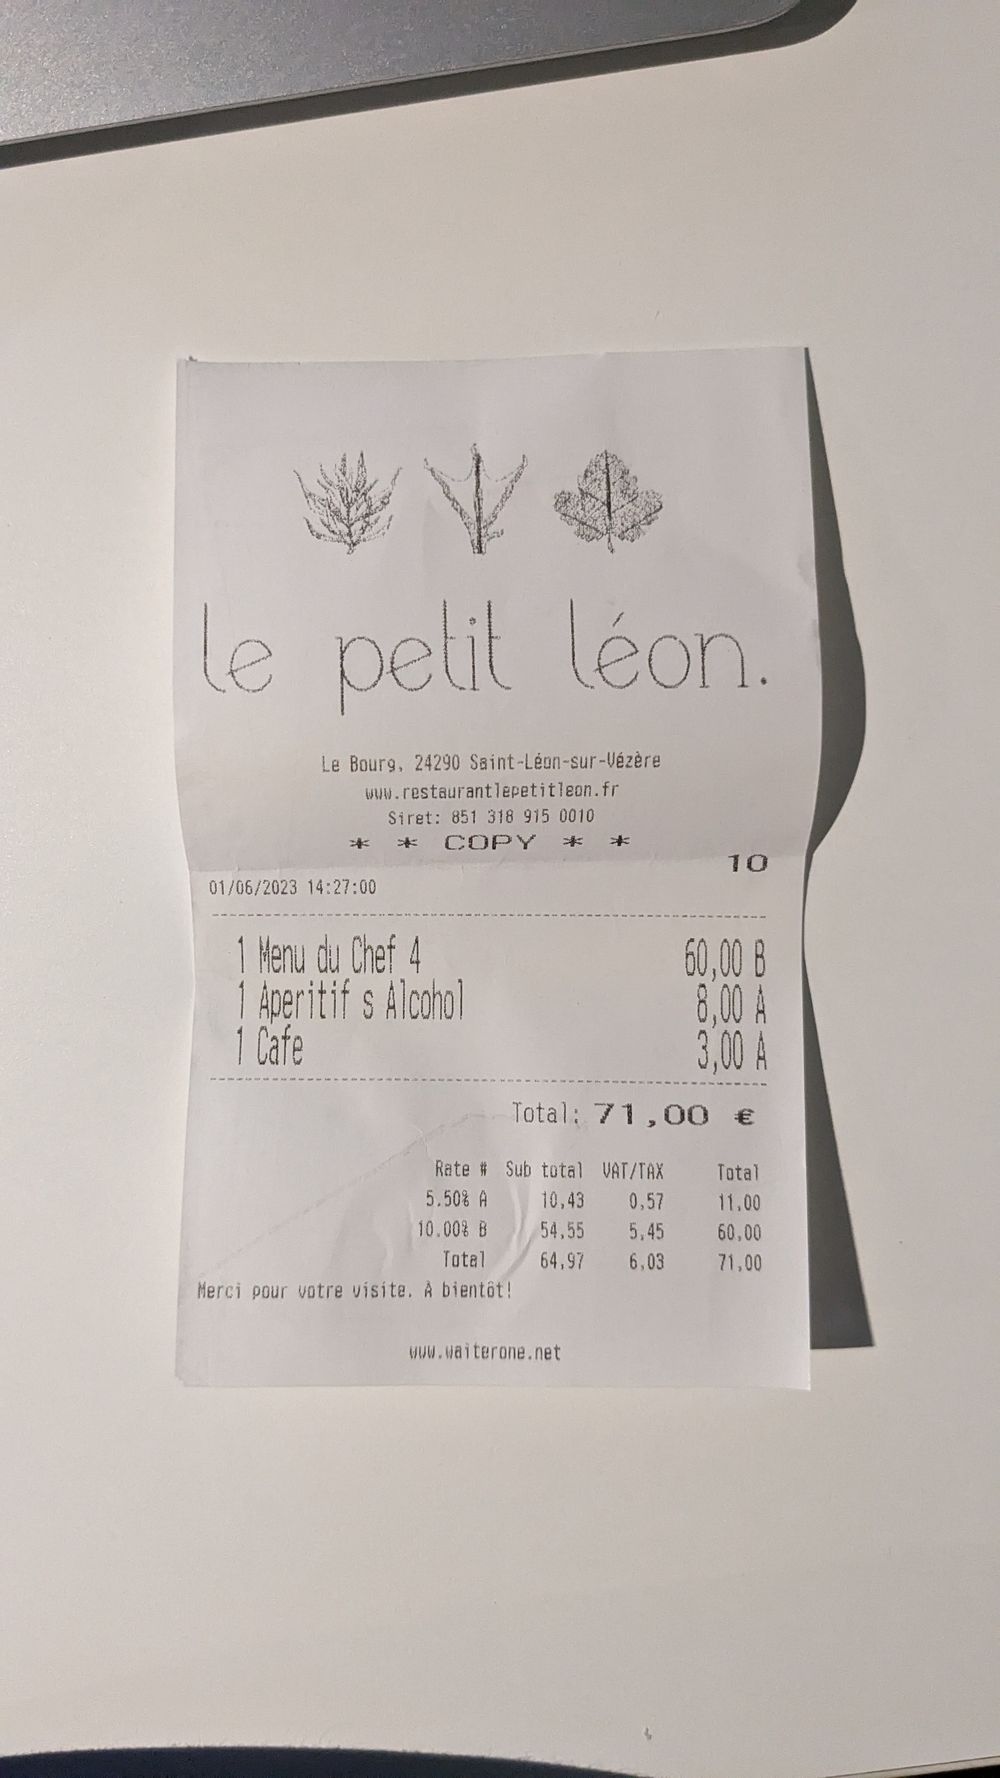 le petit léon.
Le Bourg, 24290 Saint-Léon-sur-Vézère
www.restaurantlepetitleon.fr
Siret: 851 318 915 0010
* * COPY * *
10
01/06/2023 14:27:00
1 Menu du Chef 4 60,00 B
1 Aperitif s Alcohol 8,00 A
1 Cafe 3,00 A
Total: 71,00 €
Rate # Sub total VAT/TAX Total
5.50% A 10,43 0,57 11,00
10.00% B 54,55 5,45 60,00
Total 64,97 6,03 71,00
Merci pour votre visite. À bientôt!
www.waiterone.net